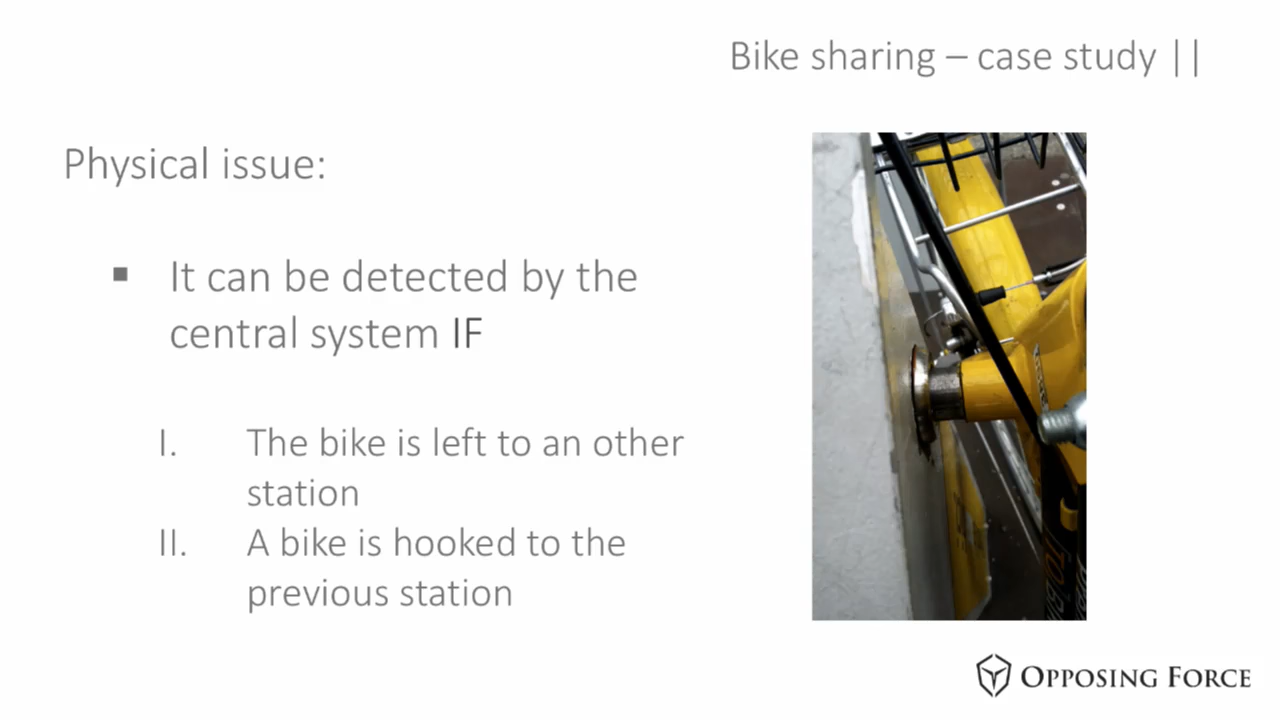 Bike sharing – case study ||
Physical issue:
▪ It can be detected by the
central system IF
I. The bike is left to an other
station
II. A bike is hooked to the
previous station
OPPOSING FORCE